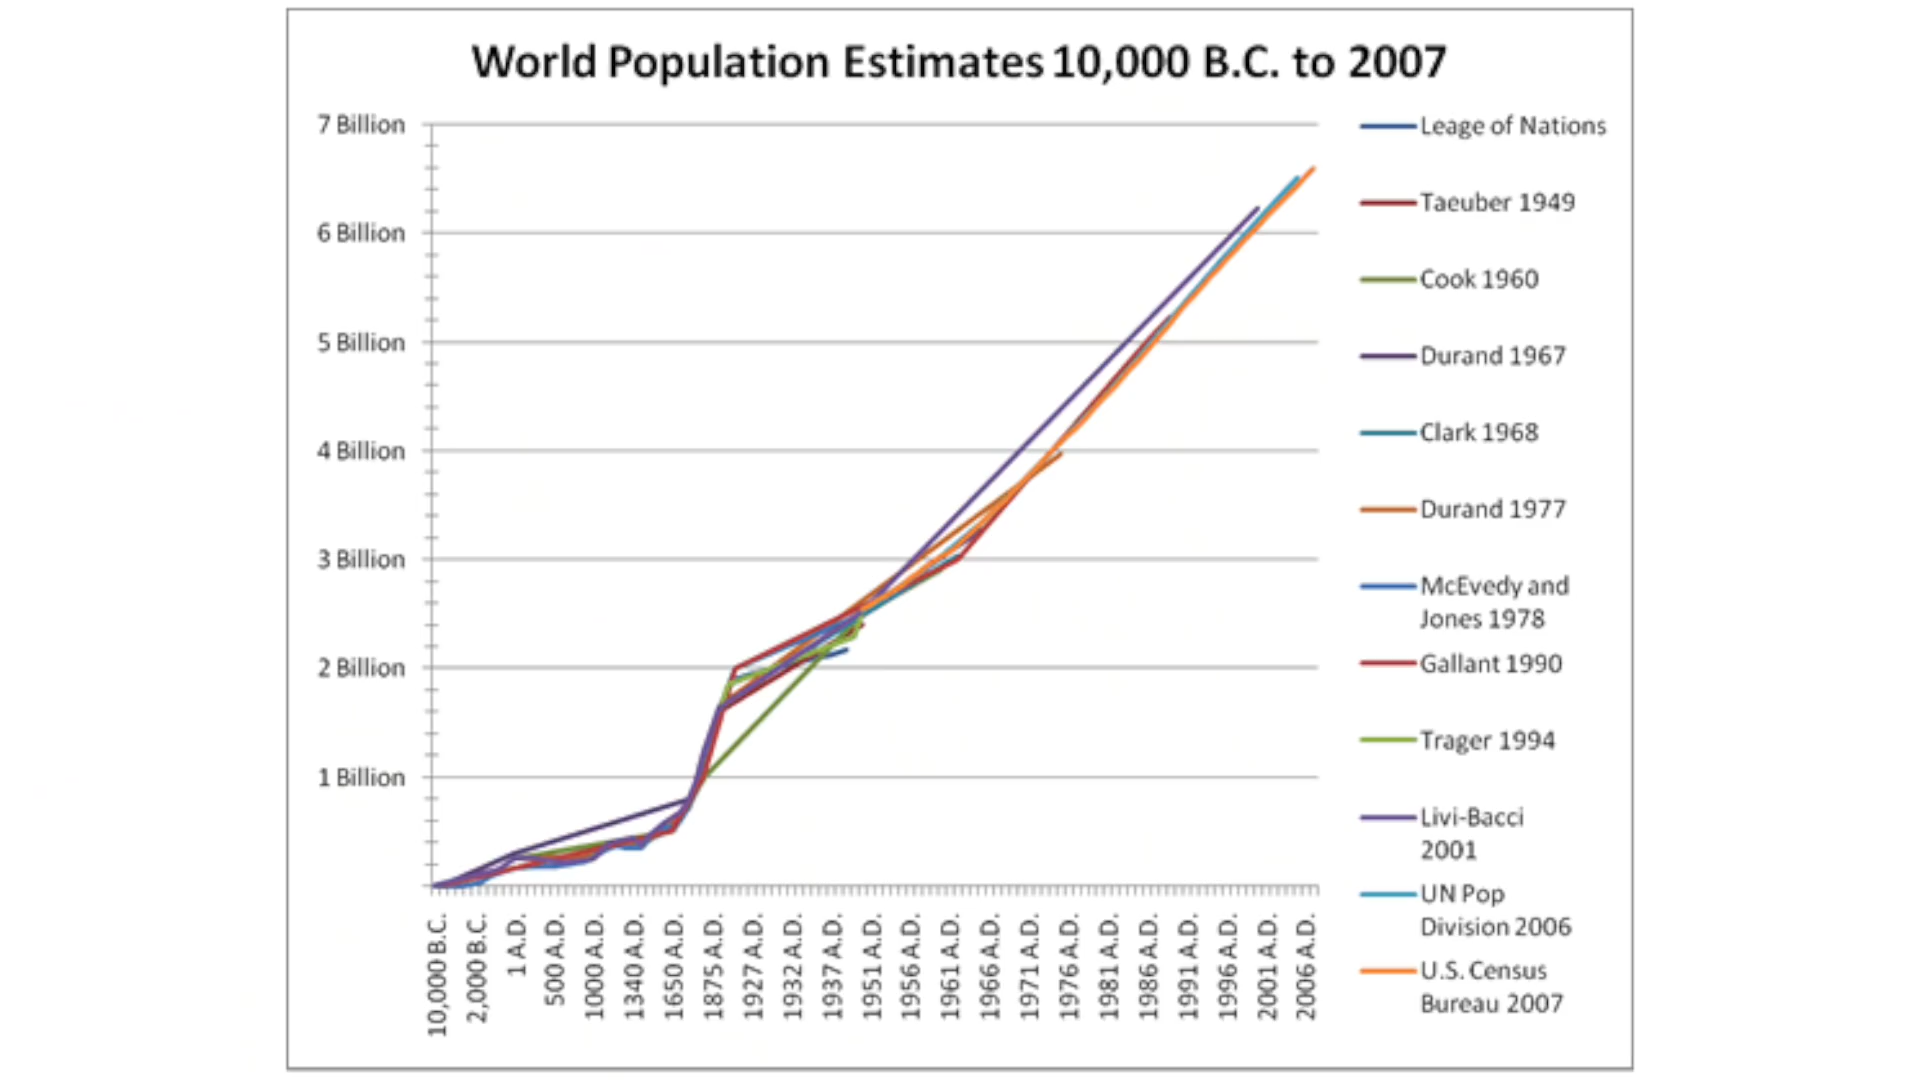 World Population Estimates 10,000 B.C. to 2007
7 Billion
6 Billion
5 Billion
4 Billion
3 Billion
2 Billion
1 Billion
10,000 B.C.
2,000 B.C.
1 A.D.
500 A.D.
1000 A.D.
1340 A.D.
1650 A.D.
1875 A.D.
1927 A.D.
1932 A.D.
1937 A.D.
1951 A.D.
1956 A.D.
1961 A.D.
1966 A.D.
1971 A.D.
1976 A.D.
1981 A.D.
1986 A.D.
1991 A.D.
1996 A.D.
2001 A.D.
2006 A.D.
Leage of Nations
Taeuber 1949
Cook 1960
Durand 1967
Clark 1968
Durand 1977
McEvedy and
Jones 1978
Gallant 1990
Trager 1994
Livi-Bacci
2001
UN Pop
Division 2006
U.S. Census
Bureau 2007